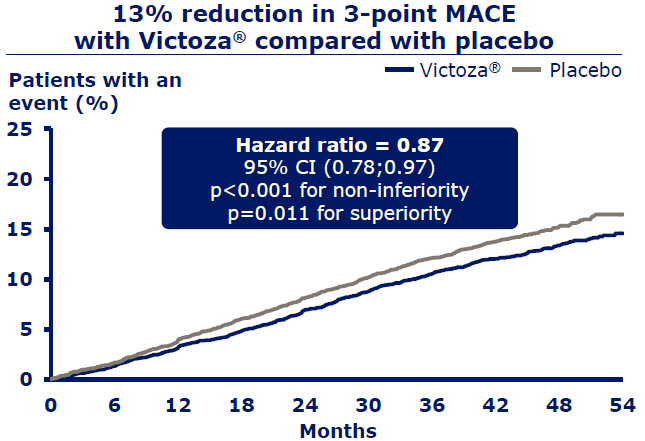 13% reduction in 3-point MACE
with Victoza® compared with placebo
Patients with an
event (%)
Victoza® Placebo
25
20
15
10
5
0
Hazard ratio = 0.87
95% CI (0.78;0.97)
p<0.001 for non-inferiority
p=0.011 for superiority
0 6 12 18 24 30 36 42 48 54
Months